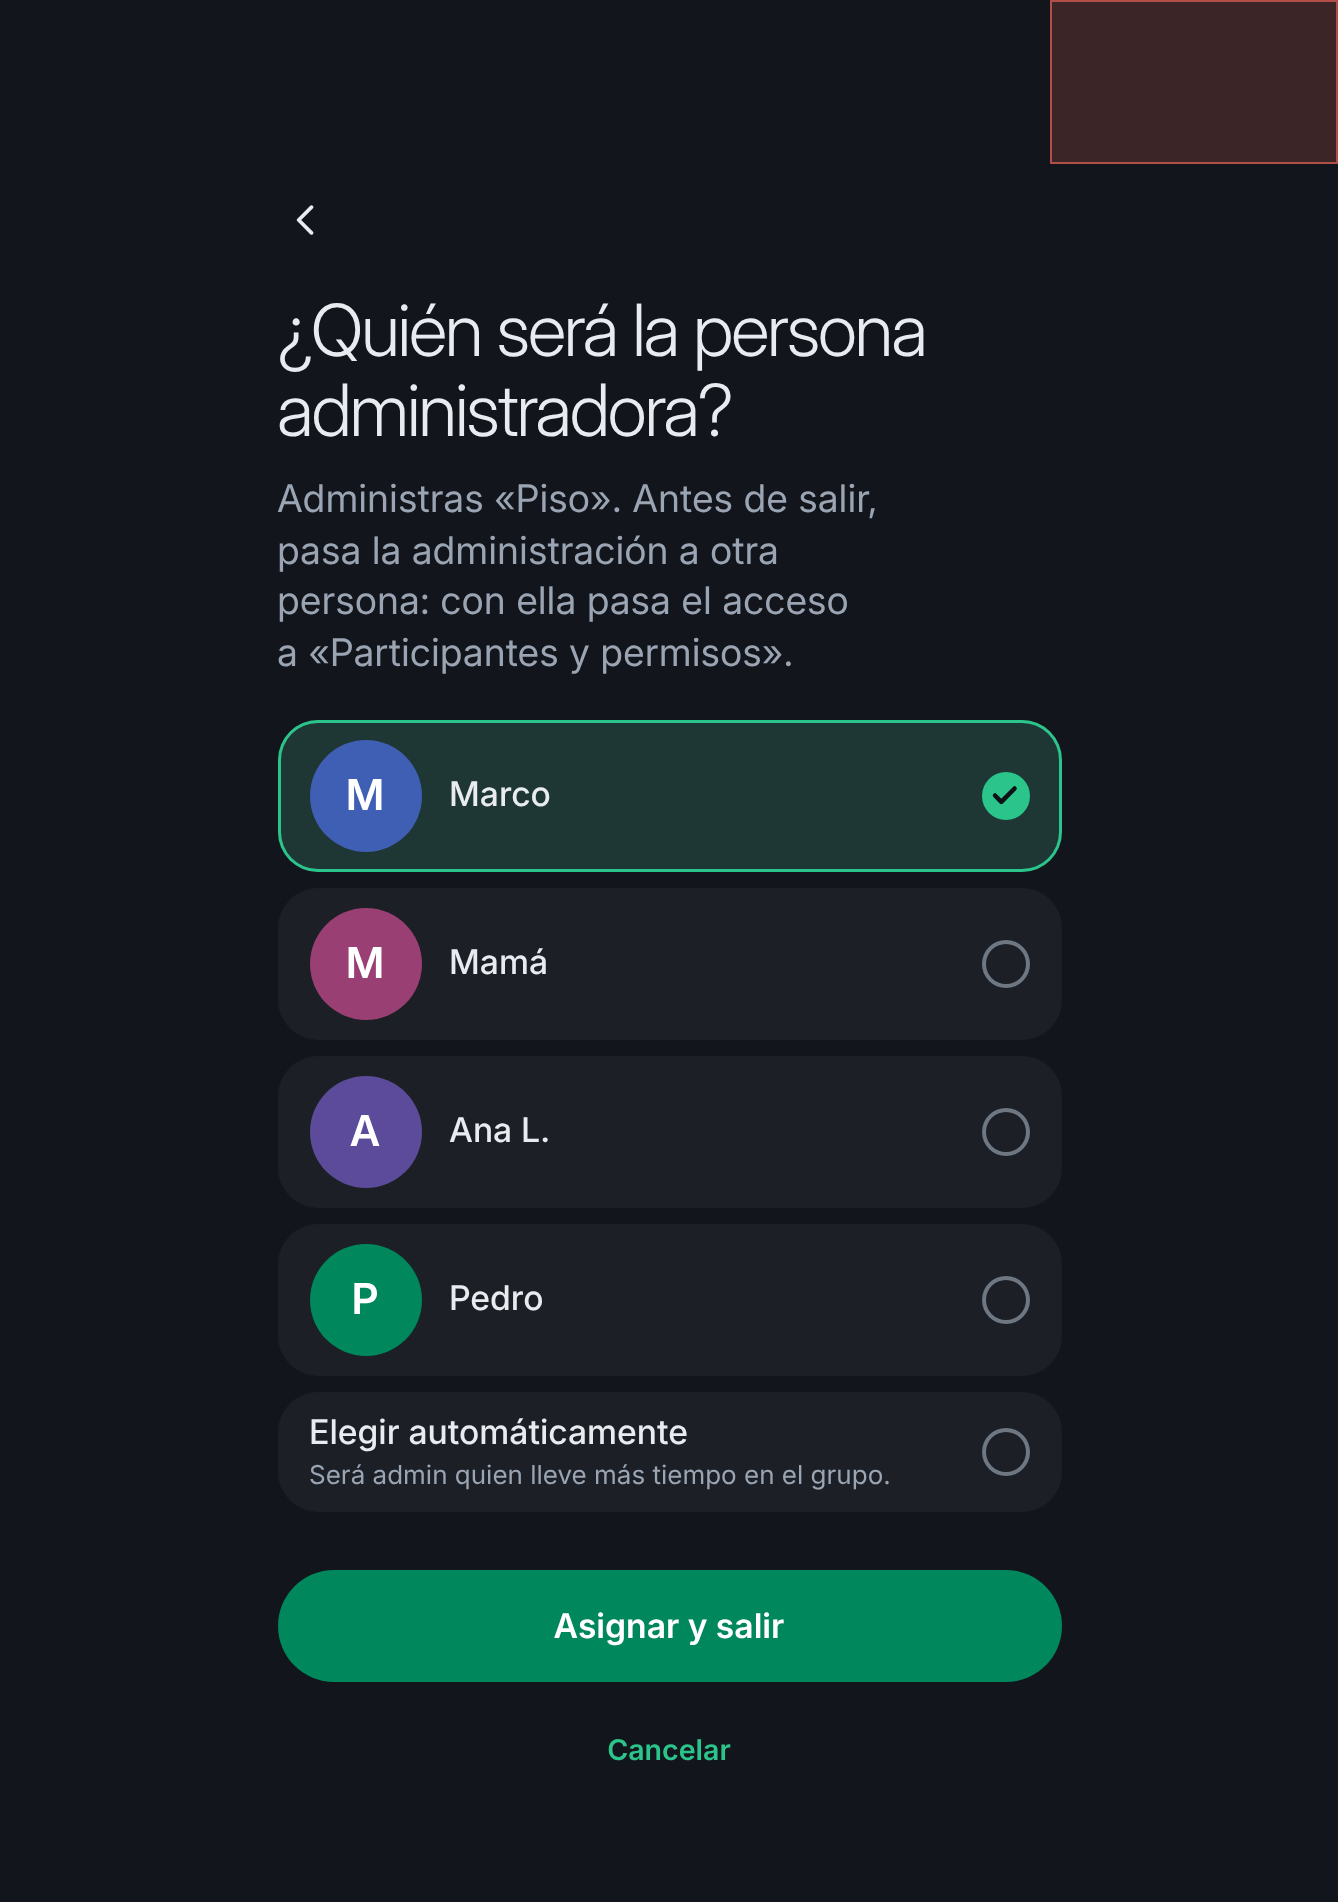 ¿Quién será la persona
administradora?
Administras «Piso». Antes de salir,
pasa la administración a otra
persona: con ella pasa el acceso
a «Participantes y permisos».
M Marco
M Mamá
A Ana L.
P Pedro
Elegir automáticamente
Será admin quien lleve más tiempo en el grupo.
Asignar y salir
Cancelar